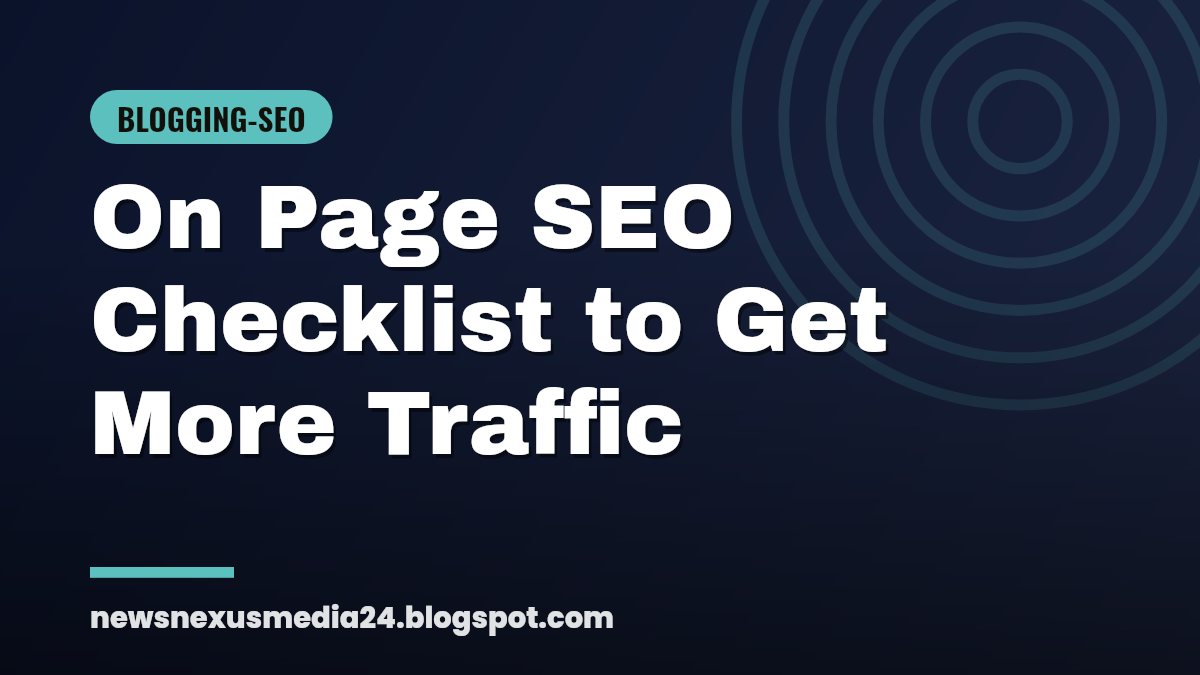 BLOGGING-SEO
On Page SEO
Checklist to Get
More Traffic
newsnexusmedia24.blogspot.com